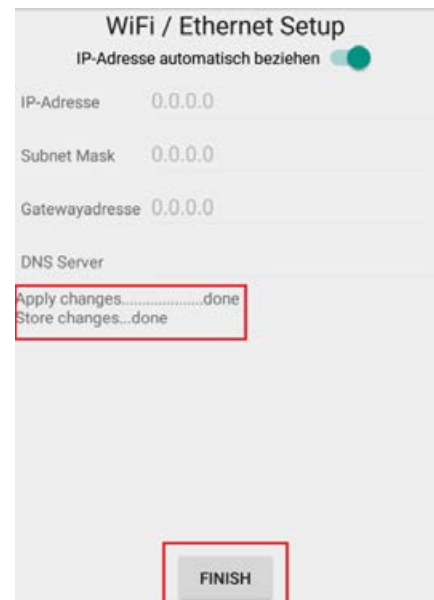 WiFi / Ethernet Setup
IP-Adresse automatisch beziehen
IP-Adresse 0.0.0.0
Subnet Mask 0.0.0.0
Gatewayadresse 0.0.0.0
DNS Server
Apply changes.....................done
Store changes...done
FINISH